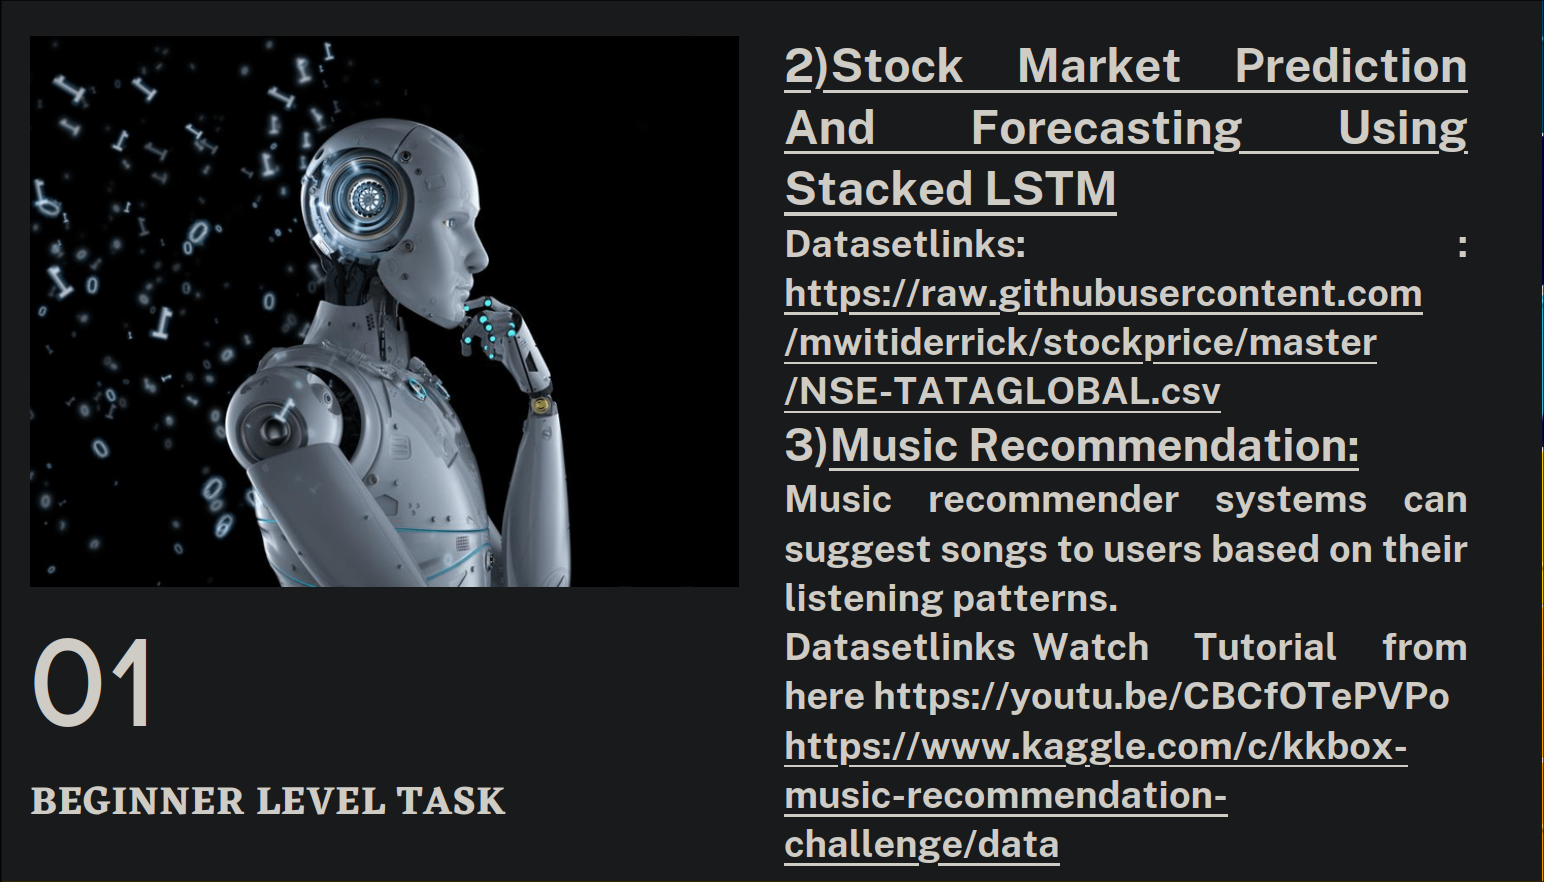 2)Stock Market Prediction
And Forecasting Using
Stacked LSTM
Datasetlinks: :
https://raw.githubusercontent.com
/mwitiderrick/stockprice/master
/NSE-TATAGLOBAL.csv
3)Music Recommendation:
Music recommender systems can
suggest songs to users based on their
listening patterns.
Datasetlinks Watch Tutorial from
here https://youtu.be/CBCfOTePVPo
https://www.kaggle.com/c/kkbox-
music-recommendation-
challenge/data
01
BEGINNER LEVEL TASK